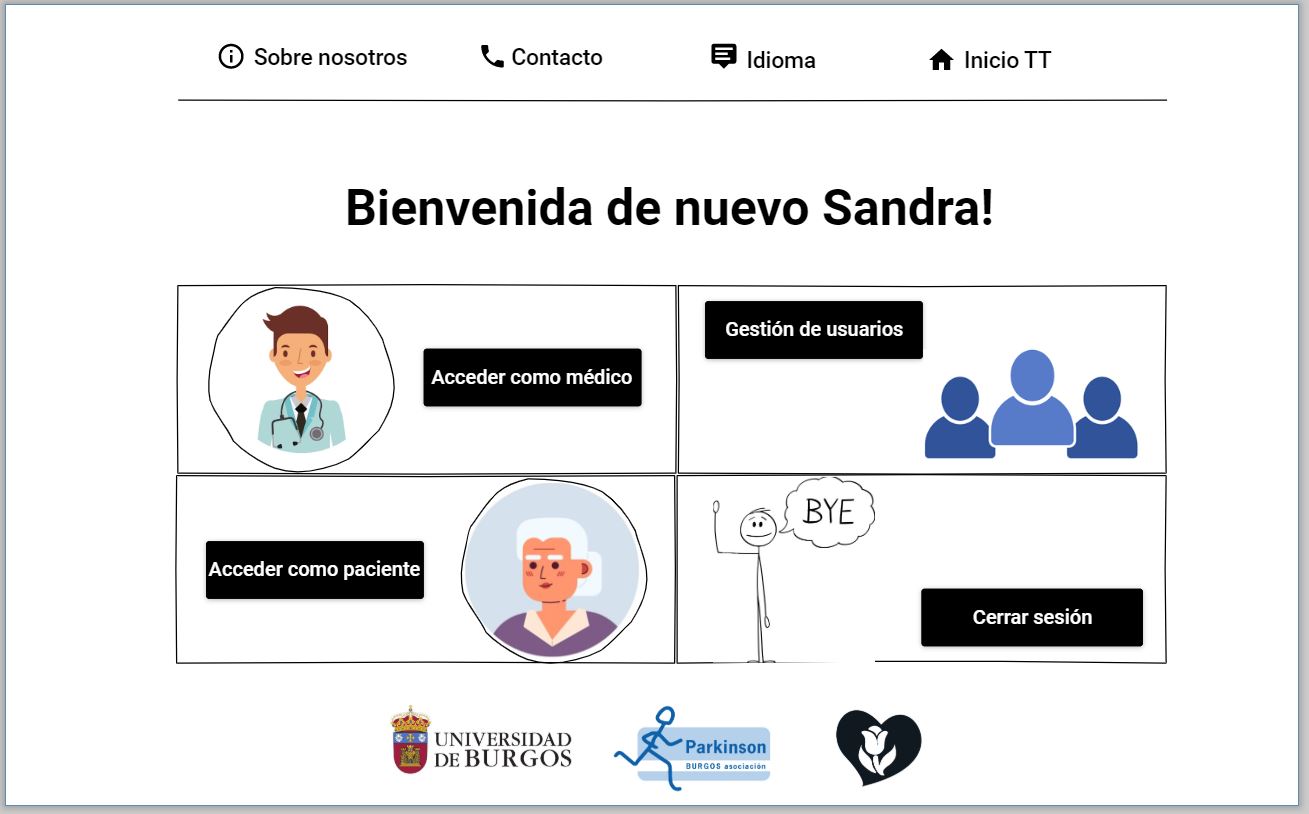 Sobre nosotros
Contacto
Idioma
Inicio TT
Bienvenida de nuevo Sandra!
Acceder como médico
Gestión de usuarios
Acceder como paciente
BYE
Cerrar sesión
UNIVERSIDAD
DE BURGOS
Parkinson
BURGOS asociación